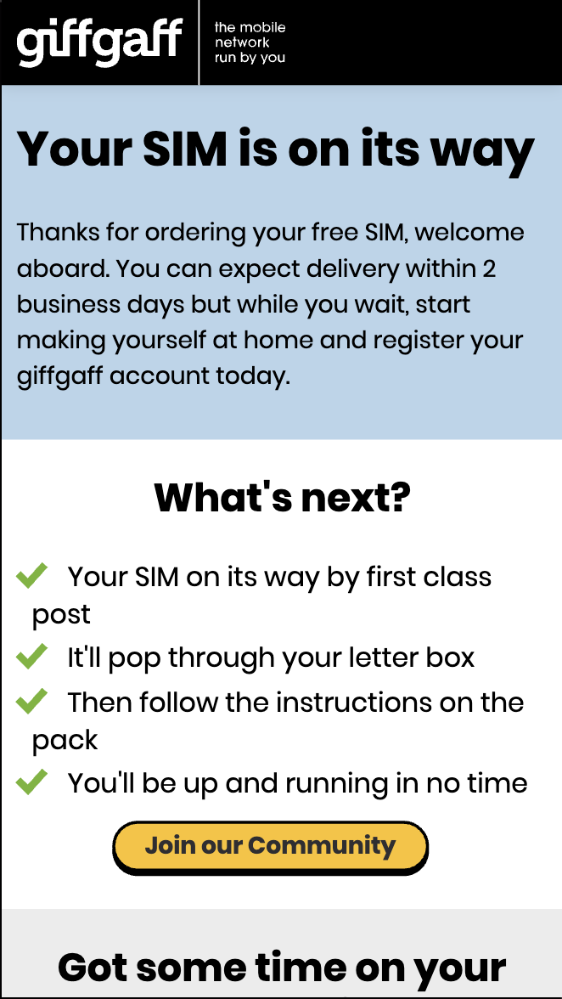 giffgaff
the mobile
network
run by you
Your SIM is on its way
Thanks for ordering your free SIM, welcome
aboard. You can expect delivery within 2
business days but while you wait, start
making yourself at home and register your
giffgaff account today.
What's next?
Your SIM on its way by first class
post
It'll pop through your letter box
Then follow the instructions on the
pack
You'll be up and running in no time
Join our Community
Got some time on your